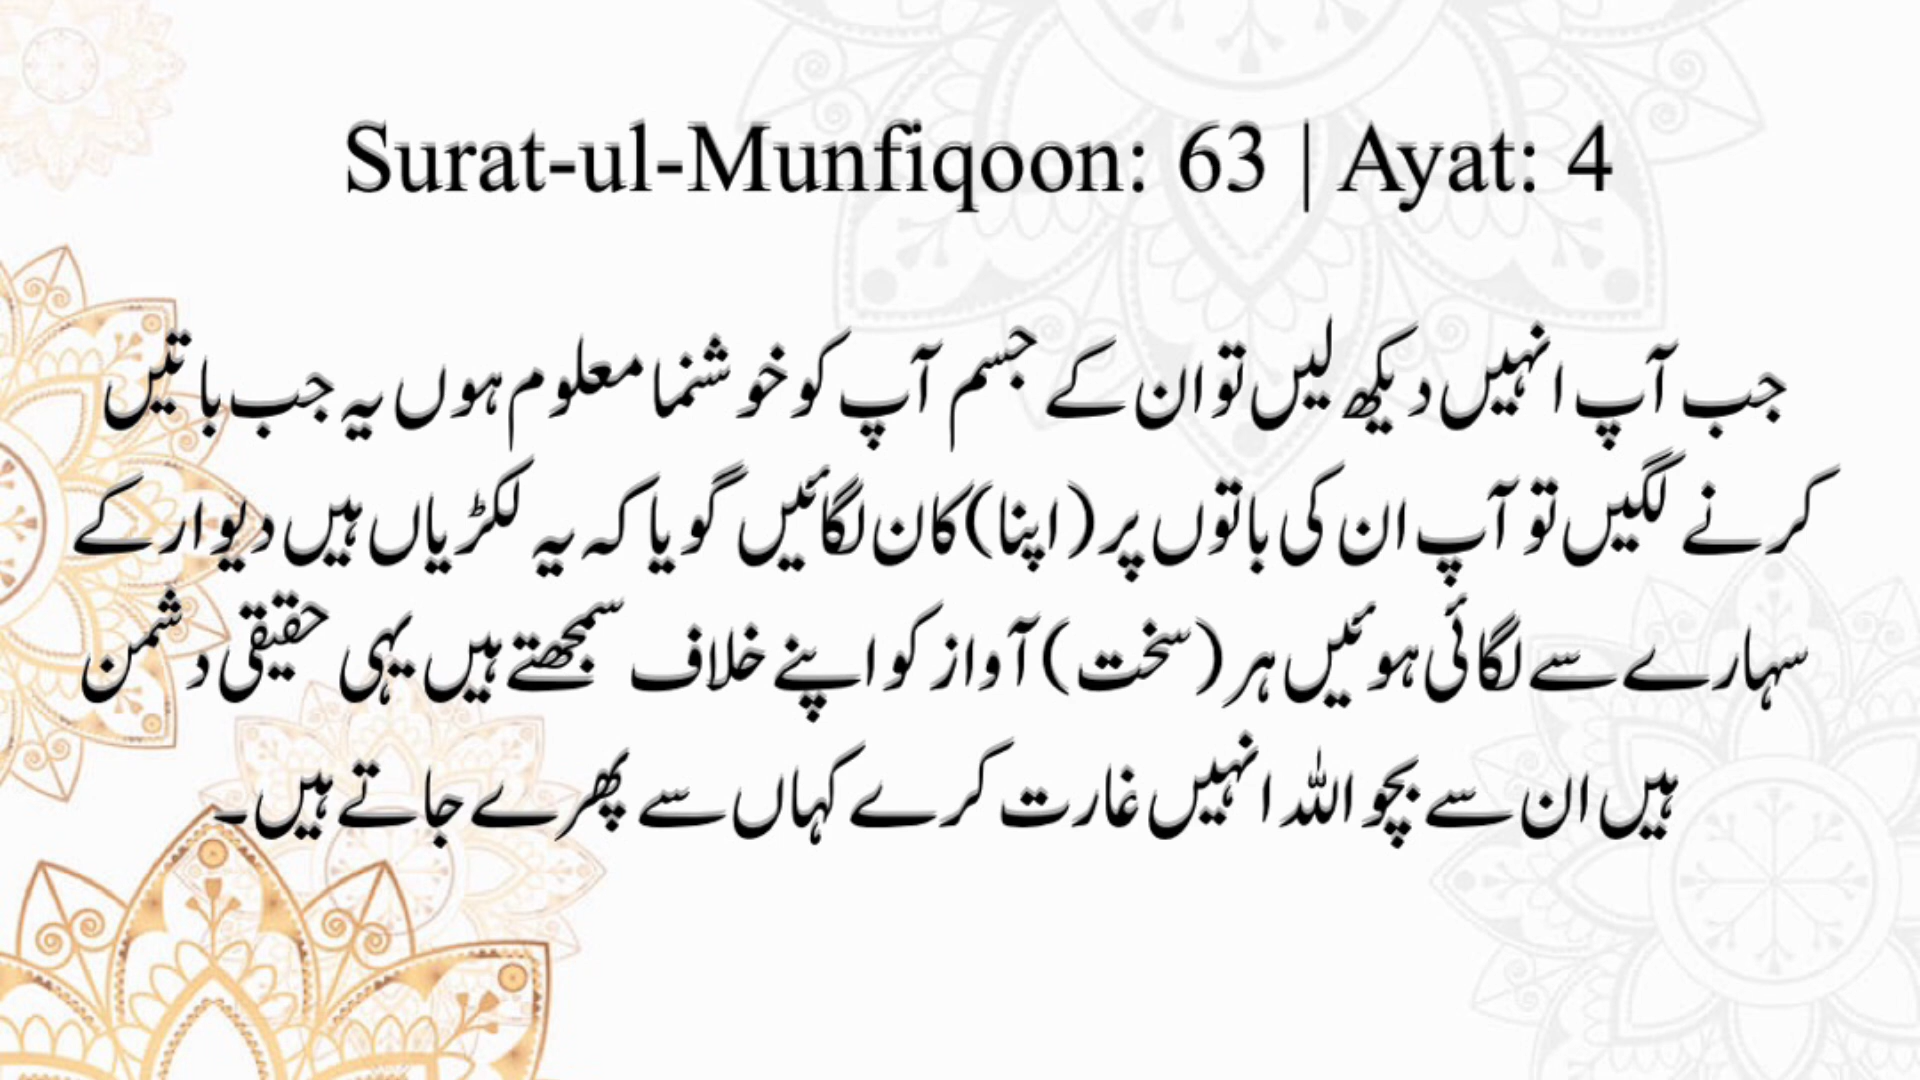 Surat-ul-Munfiqoon: 63 | Ayat: 4
جب آپ انہیں دیکھ لیں تو ان کے جسم آپ کو خوشنما معلوم ہوں یہ جب باتیں
کرنے لگیں تو آپ ان کی باتوں پر (اپنا) کان لگائیں گویا کہ یہ لکڑیاں ہیں دیوار کے
سہارے سے لگائی ہوئیں ہر (سخت) آواز کو اپنے خلاف سمجھتے ہیں یہی حقیقی دشمن
ہیں ان سے بچو اللہ انہیں غارت کرے کہاں سے پھرے جاتے ہیں۔